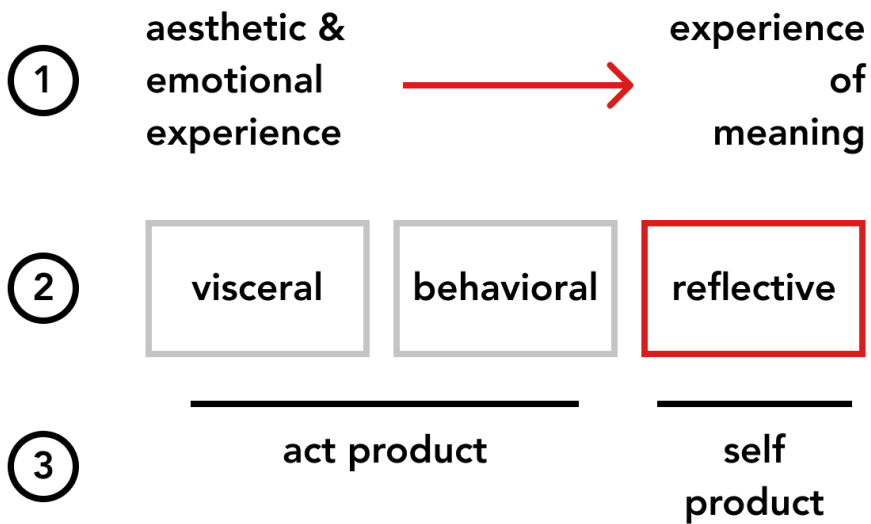 1
aesthetic &
emotional
experience
experience
of
meaning
2
visceral
behavioral
reflective
3
act product
self
product